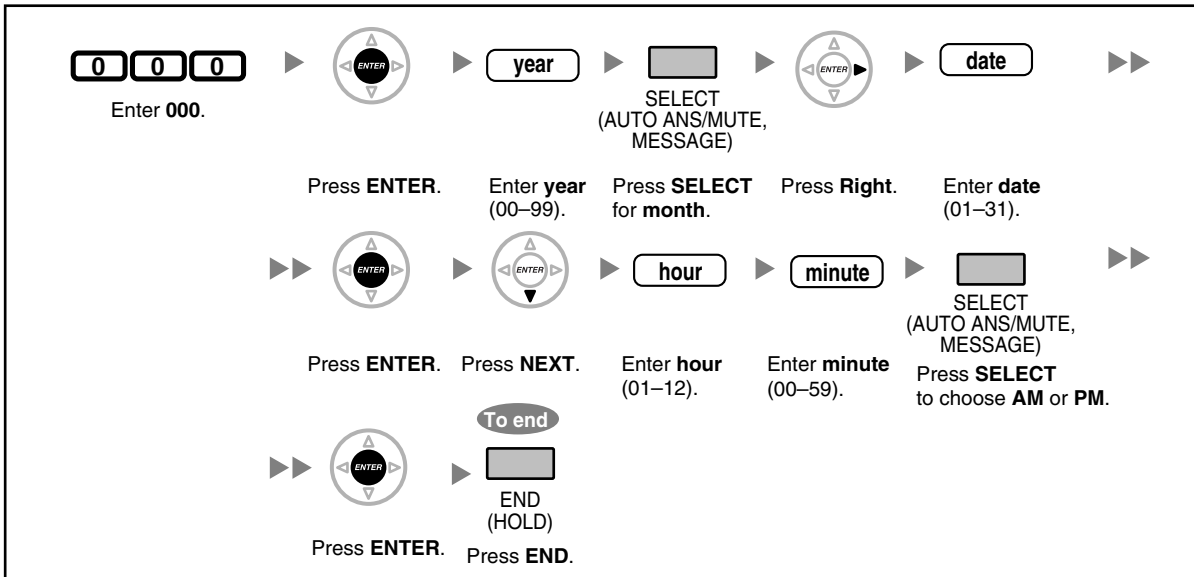 0 0 0
ENTER
year
ENTER
date
Enter 000.
SELECT
(AUTO ANS/MUTE,
MESSAGE)
Press ENTER.
Enter year
(00–99).
Press SELECT
for month.
Press Right.
Enter date
(01–31).
ENTER
ENTER
hour
minute
SELECT
(AUTO ANS/MUTE,
MESSAGE)
Press ENTER.
Press NEXT.
Enter hour
(01–12).
Enter minute
(00–59).
Press SELECT
to choose AM or PM.
To end
ENTER
END
(HOLD)
Press ENTER.
Press END.